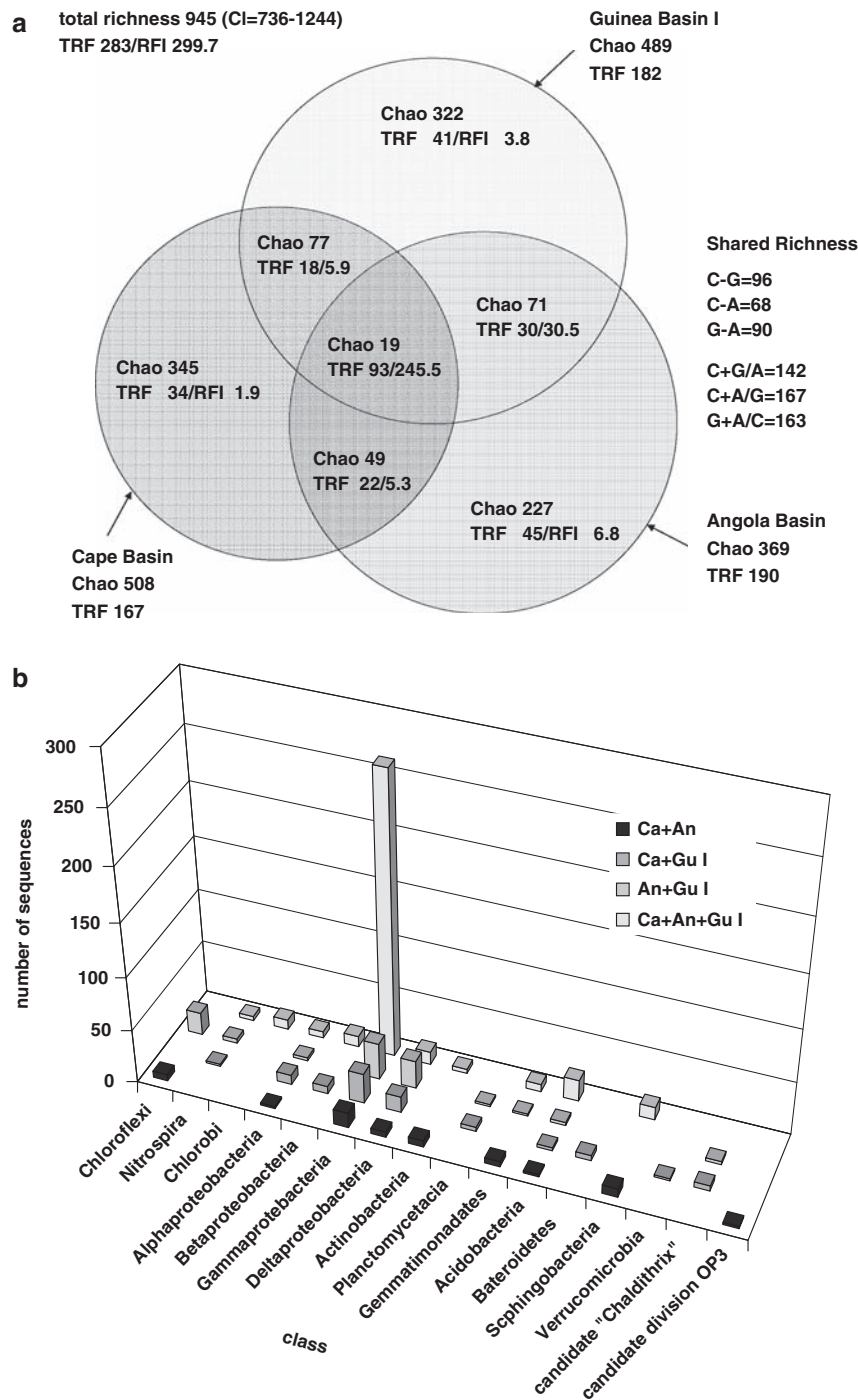 a
total richness 945 (CI=736-1244)
TRF 283/RFI 299.7
Guinea Basin I
Chao 489
TRF 182
Chao 322
TRF 41/RFI 3.8
Chao 77
TRF 18/5.9
Chao 71
TRF 30/30.5
Chao 19
TRF 93/245.5
Chao 345
TRF 34/RFI 1.9
Chao 49
TRF 22/5.3
Chao 227
TRF 45/RFI 6.8
Shared Richness
C-G=96
C-A=68
G-A=90
C+G/A=142
C+A/G=167
G+A/C=163
Cape Basin
Chao 508
TRF 167
Angola Basin
Chao 369
TRF 190
b
number of sequences
300
250
200
150
100
50
0
Ca+An
Ca+Gu I
An+Gu I
Ca+An+Gu I
Chloroflexi
Nitrospira
Chlorobi
Alphaproteobacteria
Betaproteobacteria
Gammaprotebacteria
Deltaproteobacteria
Actinobacteria
Planctomycetacia
Gemmatimonadates
Acidobacteria
Bateroidetes
Scphingobacteria
Verrucomicrobia
candidate "Chaldithrix"
candidate division OP3
class